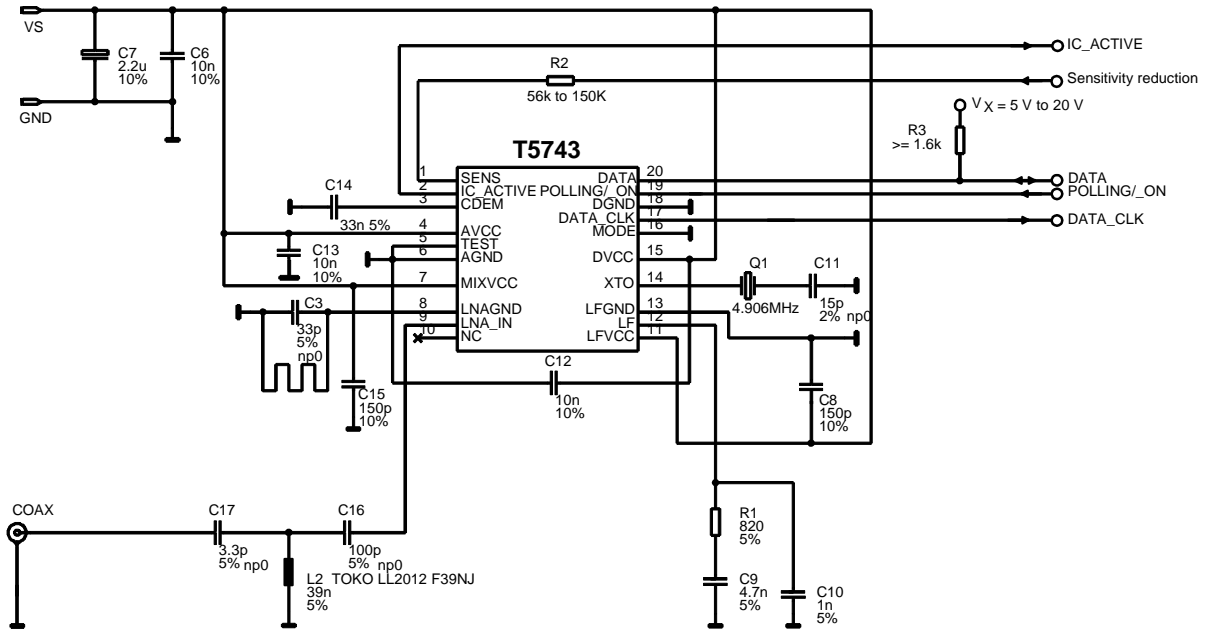 VS
C7
2.2u
10%
C6
10n
10%
GND
IC_ACTIVE
R2
56k to 150K
Sensitivity reduction
V X = 5 V to 20 V
R3
>= 1.6k
T5743
1 SENS DATA 20
2 IC_ACTIVE POLLING/_ON 19
3 CDEM DGND 18
DATA_CLK 17
4 AVCC MODE 16
5 TEST
6 AGND DVCC 15
7 MIXVCC XTO 14
8 LNAGND LFGND 13
9 LNA_IN LF 12
10 NC LFVCC 11
DATA
POLLING/_ON
DATA_CLK
C14
33n 5%
C13
10n
10%
C3
33p
5%
np0
C15
150p
10%
C12
10n
10%
Q1
4.906MHz
C11
15p
2% np0
C8
150p
10%
COAX
C17
3.3p
5% np0
C16
100p
5% np0
L2 TOKO LL2012 F39NJ
39n
5%
R1
820
5%
C9
4.7n
5%
C10
1n
5%